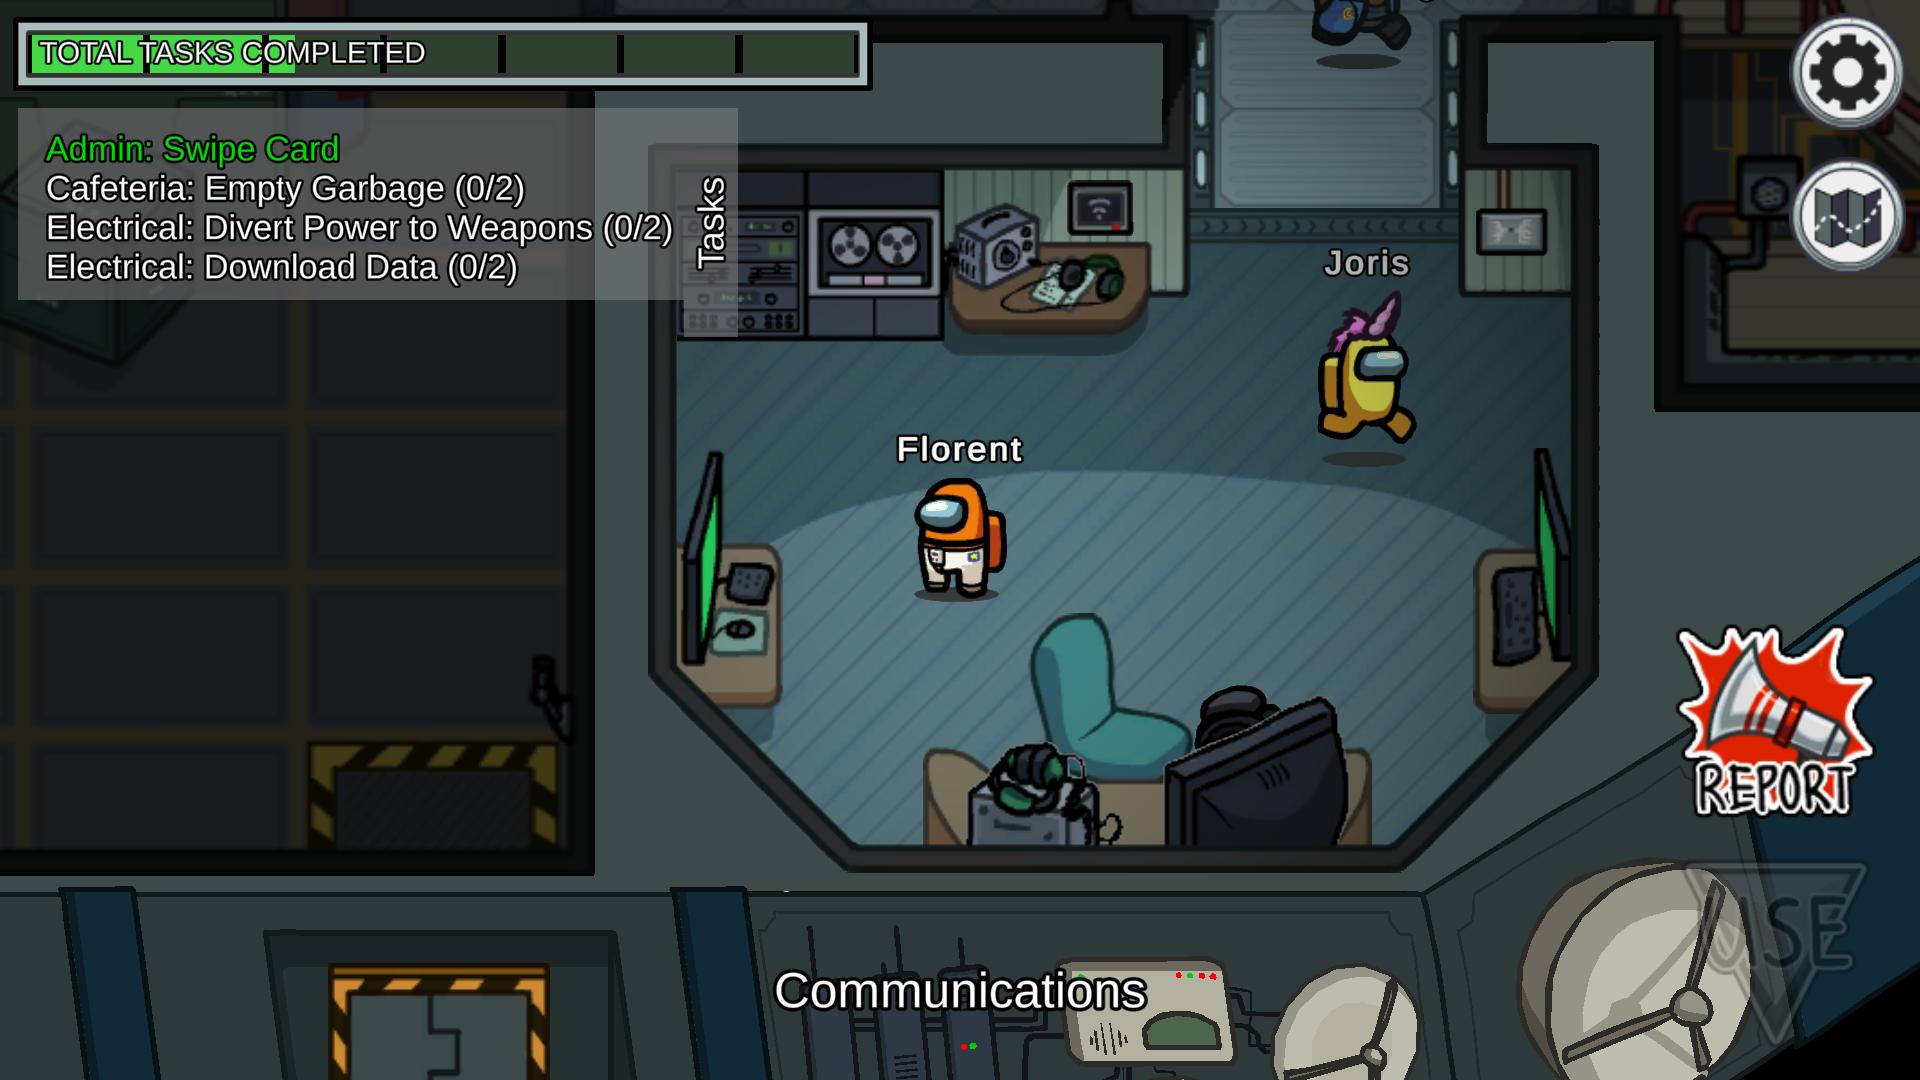 TOTAL TASKS COMPLETED
Admin: Swipe Card
Cafeteria: Empty Garbage (0/2)
Electrical: Divert Power to Weapons (0/2)
Electrical: Download Data (0/2)
Tasks
Joris
Florent
REPORT
USE
Communications